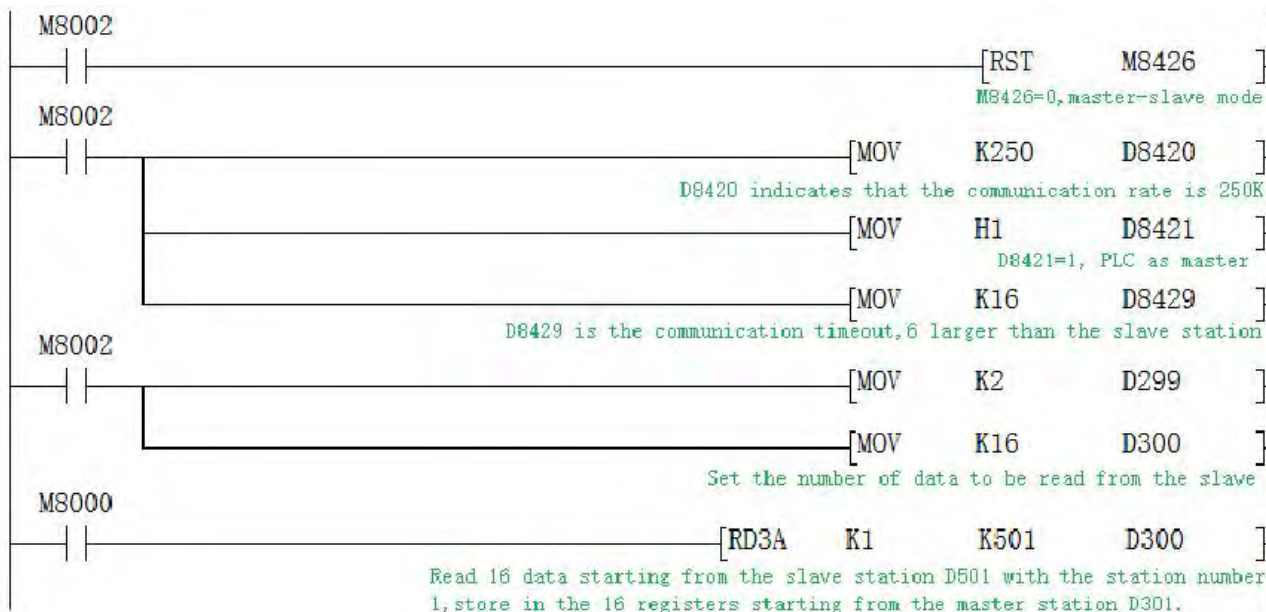 M8002
[RST M8426 ]
M8426=0,master-slave mode
M8002
[MOV K250 D8420 ]
D8420 indicates that the communication rate is 250K
[MOV H1 D8421 ]
D8421=1, PLC as master
[MOV K16 D8429 ]
D8429 is the communication timeout,6 larger than the slave station
M8002
[MOV K2 D299 ]
[MOV K16 D300 ]
Set the number of data to be read from the slave
M8000
[RD3A K1 K501 D300 ]
Read 16 data starting from the slave station D501 with the station number
1,store in the 16 registers starting from the master station D301.